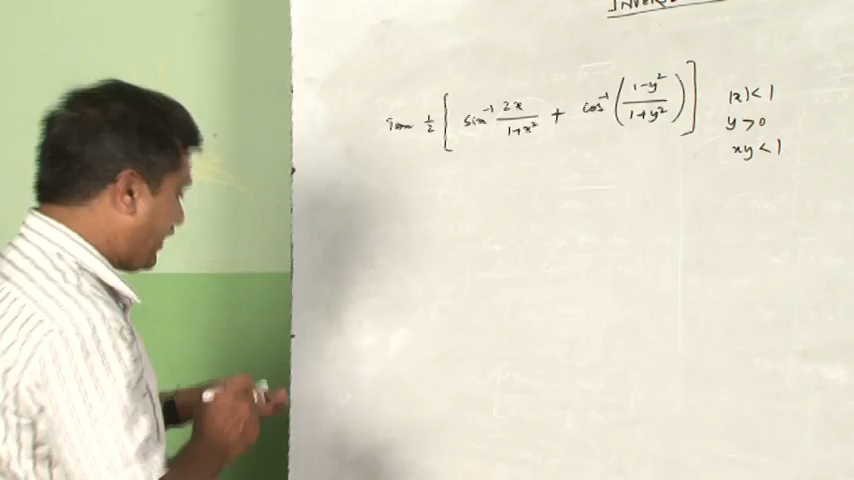 tan 1/2 [ sin⁻¹ 2x/(1+x²) + cos⁻¹ ( (1-y²)/(1+y²) ) ] |x|<1
y>0
xy<1